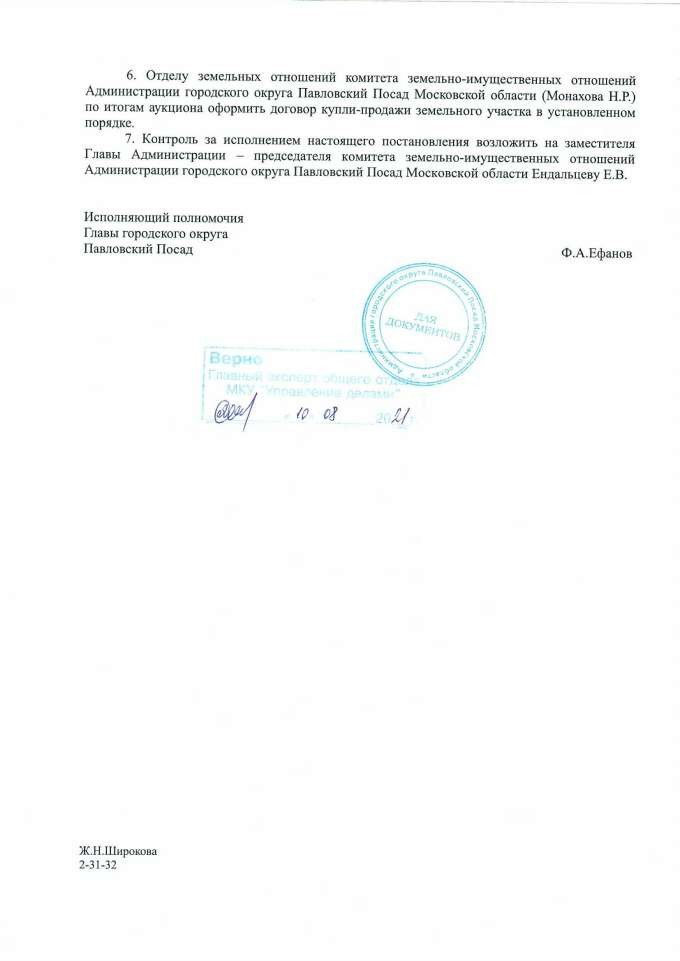 6. Отделу земельных отношений комитета земельно-имущественных отношений
Администрации городского округа Павловский Посад Московской области (Монахова Н.Р.)
по итогам аукциона оформить договор купли-продажи земельного участка в установленном
порядке.
7. Контроль за исполнением настоящего постановления возложить на заместителя
Главы Администрации – председателя комитета земельно-имущественных отношений
Администрации городского округа Павловский Посад Московской области Ендальцеву Е.В.
Исполняющий полномочия
Главы городского округа
Павловский Посад
Ф.А.Ефанов
Администрация городского округа Павловский Посад Московской области
ДЛЯ
ДОКУМЕНТОВ
Верно
Главный эксперт общего отдела
МКУ "Управление делами"
10 08 2021 г
Ж.Н.Широкова
2-31-32